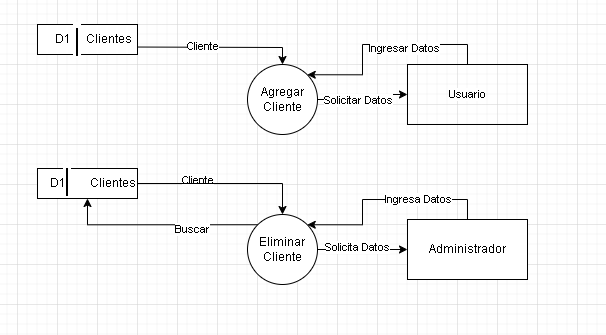 D1 Clientes
Cliente
Ingresar Datos
Agregar
Cliente
Solicitar Datos
Usuario
D1 Clientes
Cliente
Buscar
Ingresa Datos
Eliminar
Cliente
Solicita Datos
Administrador